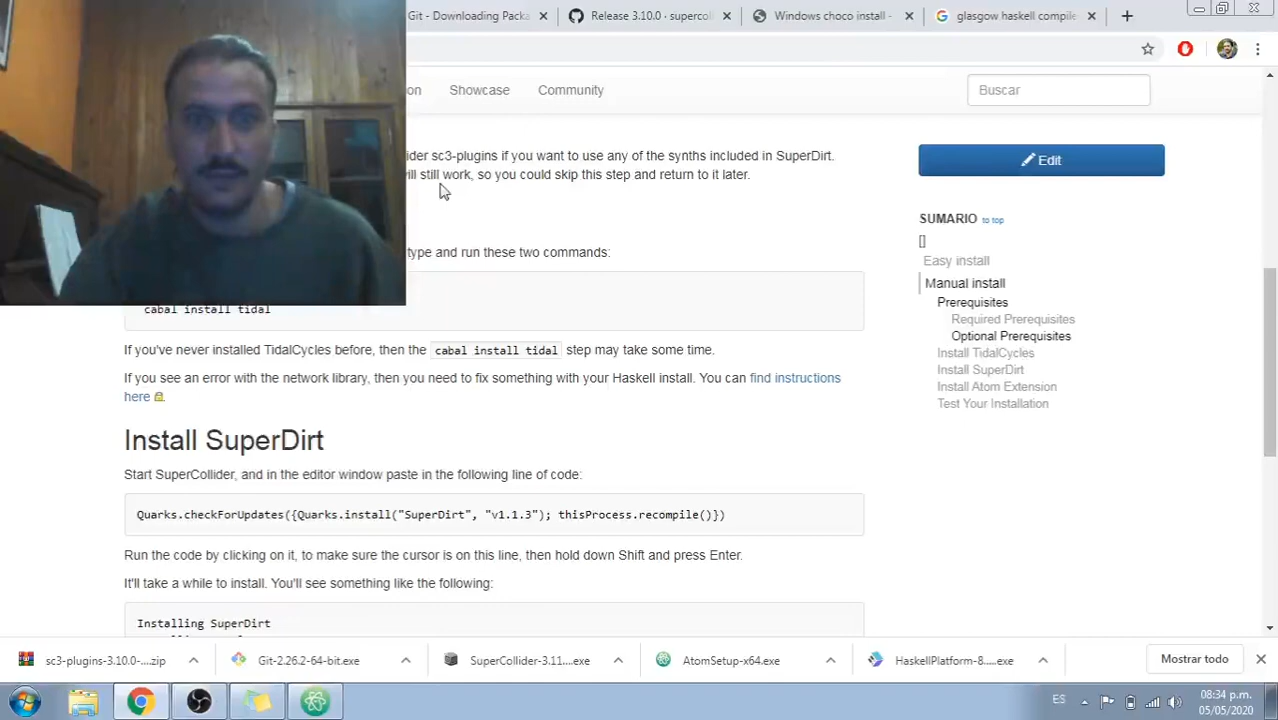 Git - Downloading Packa
Release 3.10.0 · supercoll
Windows choco install -
glasgow haskell compile
on
Showcase
Community
Buscar
ider sc3-plugins if you want to use any of the synths included in SuperDirt.
ill still work, so you could skip this step and return to it later.
type and run these two commands:
cabal install tidal
If you've never installed TidalCycles before, then the cabal install tidal step may take some time.
If you see an error with the network library, then you need to fix something with your Haskell install. You can find instructions
here
Install SuperDirt
Start SuperCollider, and in the editor window paste in the following line of code:
Quarks.checkForUpdates({Quarks.install("SuperDirt", "v1.1.3"); thisProcess.recompile()})
Run the code by clicking on it, to make sure the cursor is on this line, then hold down Shift and press Enter.
It'll take a while to install. You'll see something like the following:
Installing SuperDirt
Edit
SUMARIO to top
[]
Easy install
Manual install
Prerequisites
Required Prerequisites
Optional Prerequisites
Install TidalCycles
Install SuperDirt
Install Atom Extension
Test Your Installation
sc3-plugins-3.10.0-....zip
Git-2.26.2-64-bit.exe
SuperCollider-3.11....exe
AtomSetup-x64.exe
HaskellPlatform-8.....exe
Mostrar todo
ES
08:34 p.m.
05/05/2020